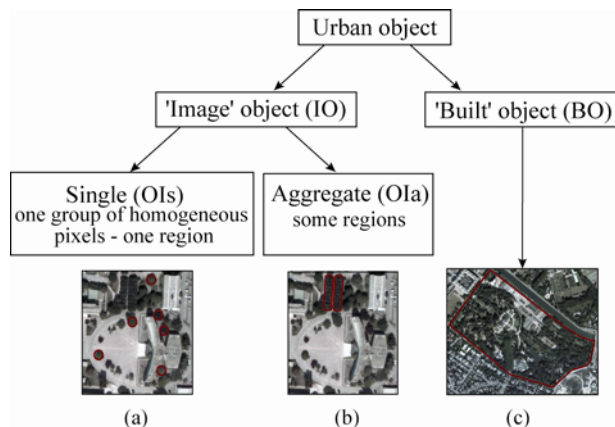 Urban object
'Image' object (IO)
'Built' object (BO)
Single (OIs)
one group of homogeneous
pixels - one region
Aggregate (OIa)
some regions
(a)
(b)
(c)